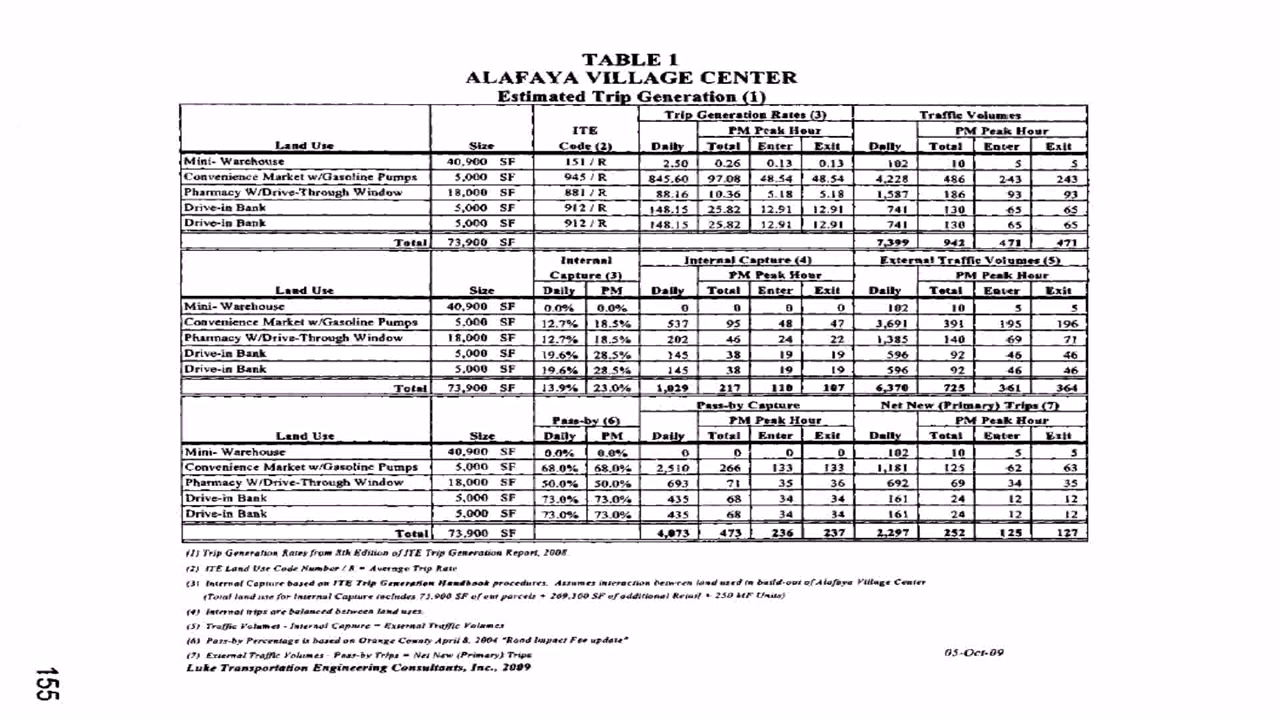 TABLE 1
ALAFAYA VILLAGE CENTER
Estimated Trip Generation (1)
Trip Generation Rates (3) Traffic Volumes
ITE PM Peak Hour PM Peak Hour
Land Use Size Code (2) Daily Total Enter Exit Daily Total Enter Exit
Mini- Warehouse 40,900 SF 151 / R 2.50 0.26 0.13 0.13 102 10 5 5
Convenience Market w/Gasoline Pumps 5,000 SF 945 / R 845.60 97.08 48.54 48.54 4,228 486 243 243
Pharmacy W/Drive-Through Window 18,000 SF 881 / R 88.16 10.36 5.18 5.18 1,587 186 93 93
Drive-in Bank 5,000 SF 912 / R 148.15 25.82 12.91 12.91 741 130 65 65
Drive-in Bank 5,000 SF 912 / R 148.15 25.82 12.91 12.91 741 130 65 65
Total 73,900 SF 7,399 942 471 471
Internal Internal Capture (4) External Traffic Volumes (5)
Capture (3) PM Peak Hour PM Peak Hour
Land Use Size Daily PM Daily Total Enter Exit Daily Total Enter Exit
Mini- Warehouse 40,900 SF 0.0% 0.0% 0 0 0 0 102 10 5 5
Convenience Market w/Gasoline Pumps 5,000 SF 12.7% 18.5% 537 95 48 47 3,691 391 195 196
Pharmacy W/Drive-Through Window 18,000 SF 12.7% 18.5% 202 46 24 22 1,385 140 69 71
Drive-in Bank 5,000 SF 19.6% 28.5% 145 38 19 19 596 92 46 46
Drive-in Bank 5,000 SF 19.6% 28.5% 145 38 19 19 596 92 46 46
Total 73,900 SF 13.9% 23.0% 1,029 217 110 107 6,370 725 361 364
Pass-by Capture Net New (Primary) Trips (7)
Pass-by (6) PM Peak Hour PM Peak Hour
Land Use Size Daily PM Daily Total Enter Exit Daily Total Enter Exit
Mini- Warehouse 40,900 SF 0.0% 0.0% 0 0 0 0 102 10 5 5
Convenience Market w/Gasoline Pumps 5,000 SF 68.0% 68.0% 2,510 266 133 133 1,181 125 62 63
Pharmacy W/Drive-Through Window 18,000 SF 50.0% 50.0% 693 71 35 36 692 69 34 35
Drive-in Bank 5,000 SF 73.0% 73.0% 435 68 34 34 161 24 12 12
Drive-in Bank 5,000 SF 73.0% 73.0% 435 68 34 34 161 24 12 12
Total 73,900 SF 4,073 473 236 237 2,297 252 125 127
(1) Trip Generation Rates from 8th Edition of ITE Trip Generation Report, 2008.
(2) ITE Land Use Code Number / R = Average Trip Rate
(3) Internal Capture based on ITE Trip Generation Handbook procedures. Assumes interaction between land used in build-out of Alafaya Village Center
(Total land use for Internal Capture includes 73,900 SF of out parcels + 269,300 SF of additional Retail + 250 MF Units)
(4) Internal trips are balanced between land uses.
(5) Traffic Volumes - Internal Capture = External Traffic Volumes
(6) Pass-by Percentage is based on Orange County April 8, 2004 "Road Impact Fee update"
(7) External Traffic Volumes - Pass-by Trips = Net New (Primary) Trips
05-Oct-09
Luke Transportation Engineering Consultants, Inc., 2009
155